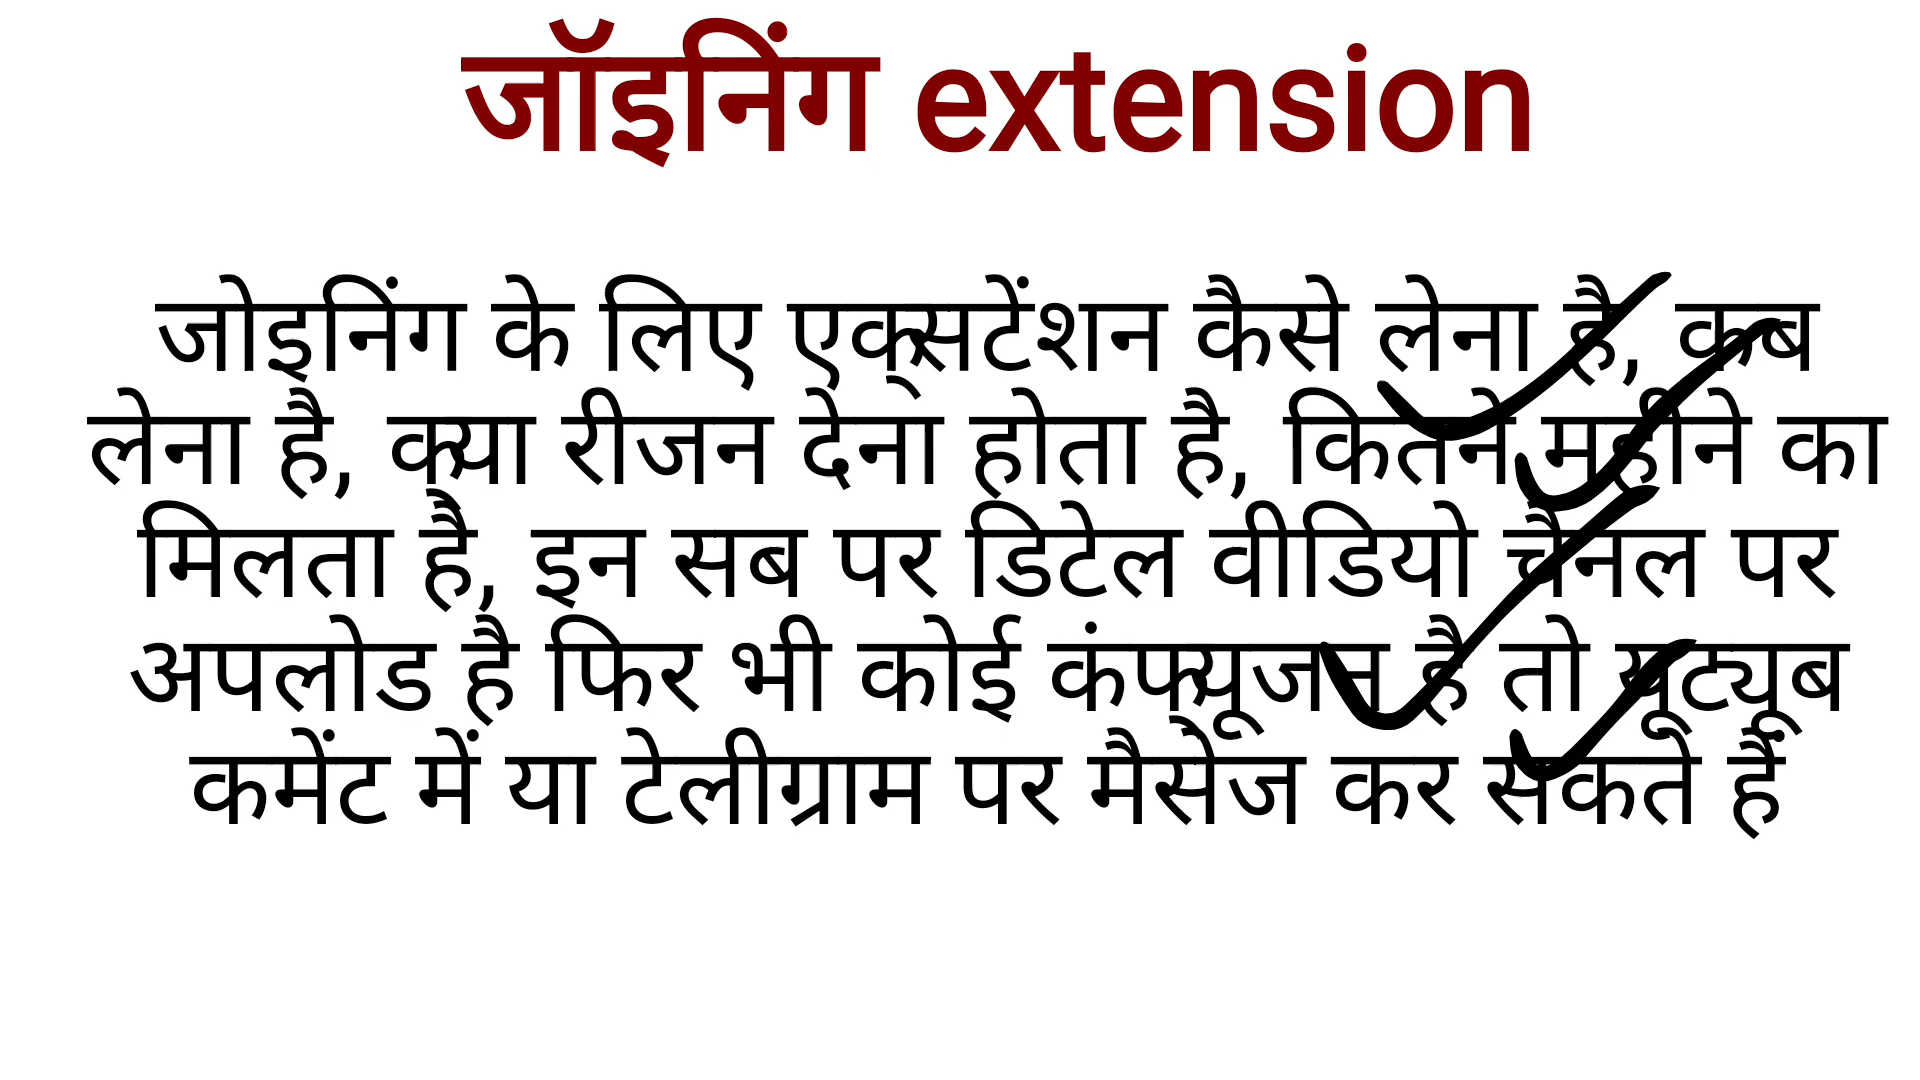 जॉइनिंग extension
जोइनिंग के लिए एक्सटेंशन कैसे लेना है, कब
लेना है, क्या रीजन देना होता है, कितने महीने का
मिलता है, इन सब पर डिटेल वीडियो चैनल पर
अपलोड है फिर भी कोई कंफ्यूजन है तो यूट्यूब
कमेंट में या टेलीग्राम पर मैसेज कर सकते हैं